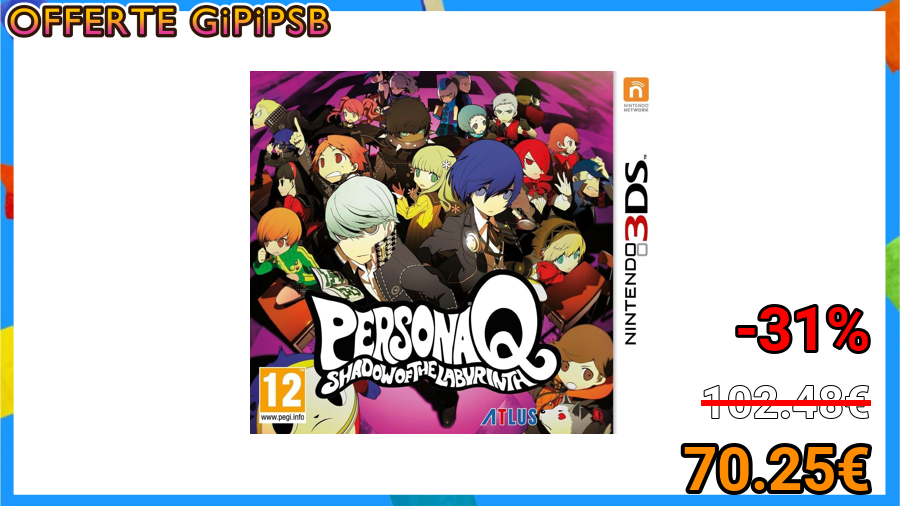 OFFERTE GiPiPSB
NINTENDO
NETWORK
NINTENDO 3DS™
PERSONA Q
SHADOW OF THE LABYRINTH
12
www.pegi.info
ATLUS
-31%
102.48€
70.25€